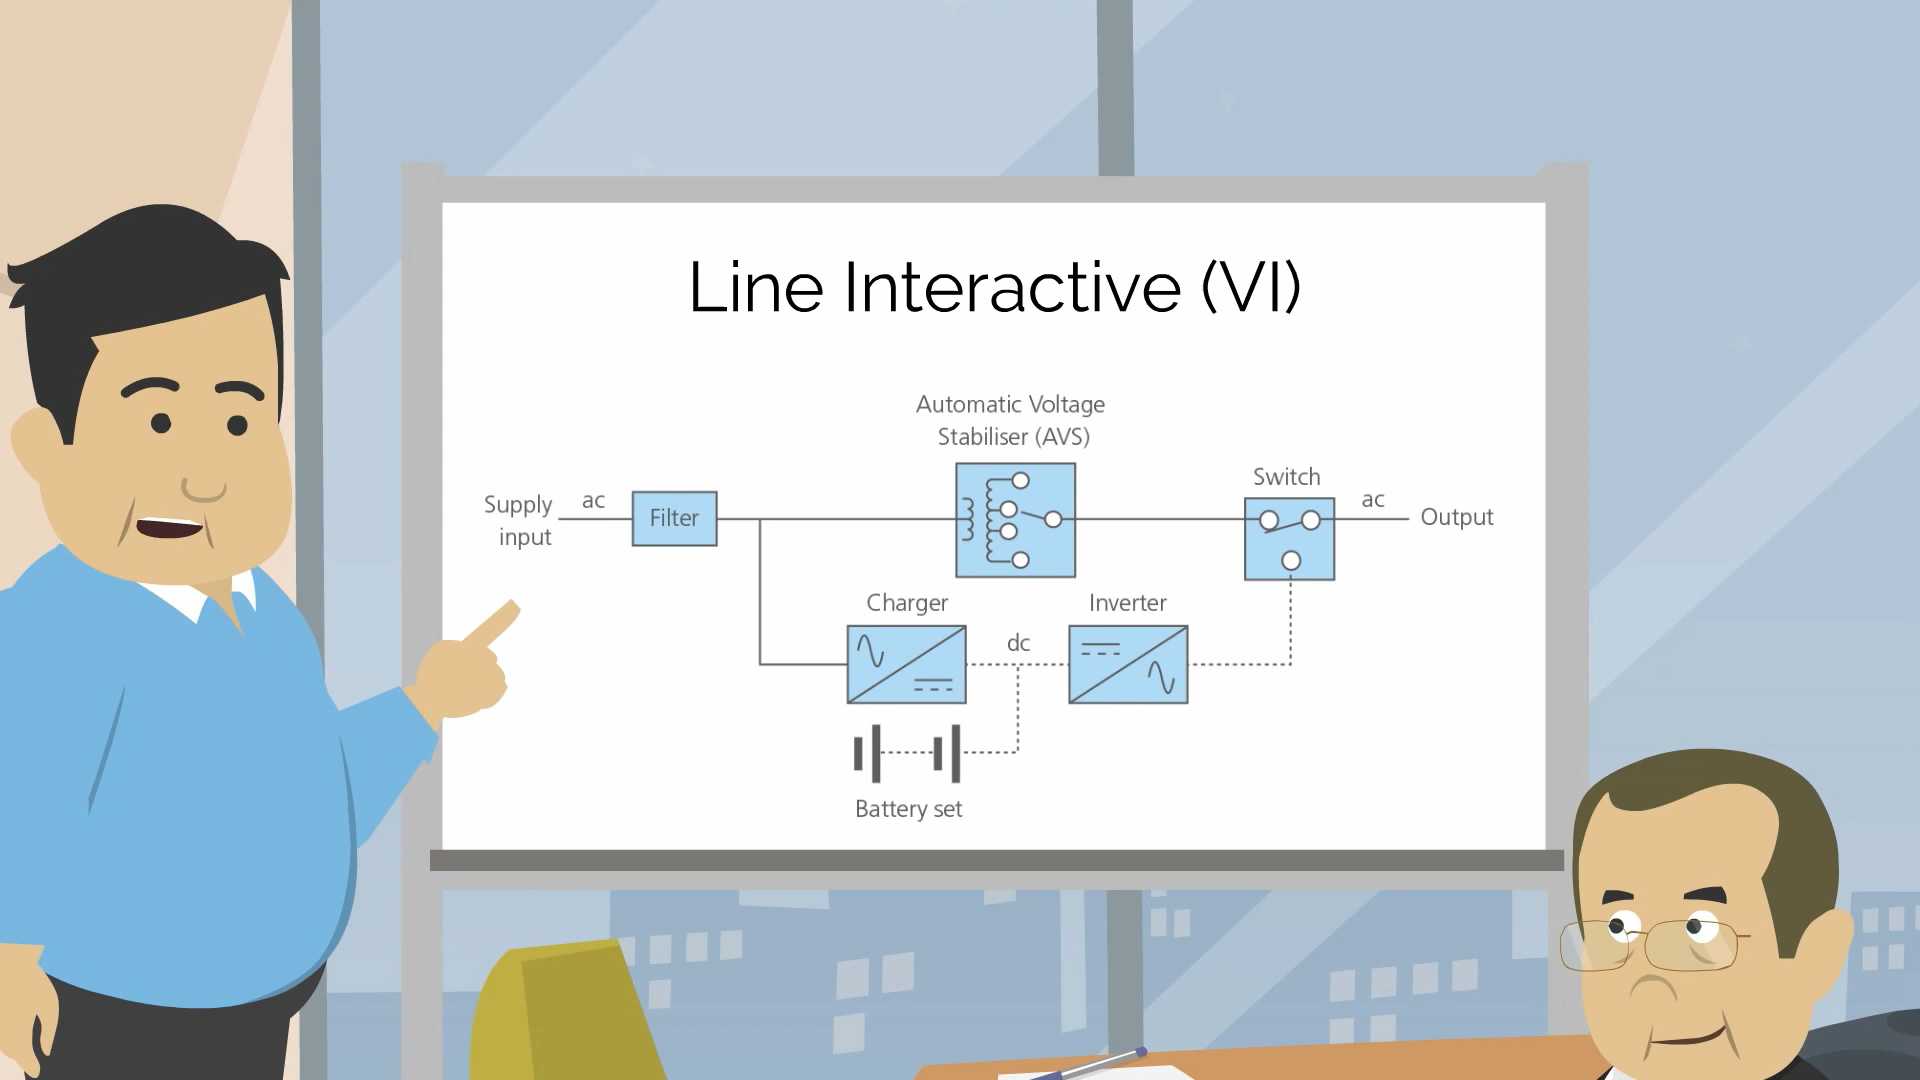 Line Interactive (VI)
Automatic Voltage
Stabiliser (AVS)
Supply
input
ac
Filter
Switch
ac
Output
Charger
dc
Inverter
Battery set